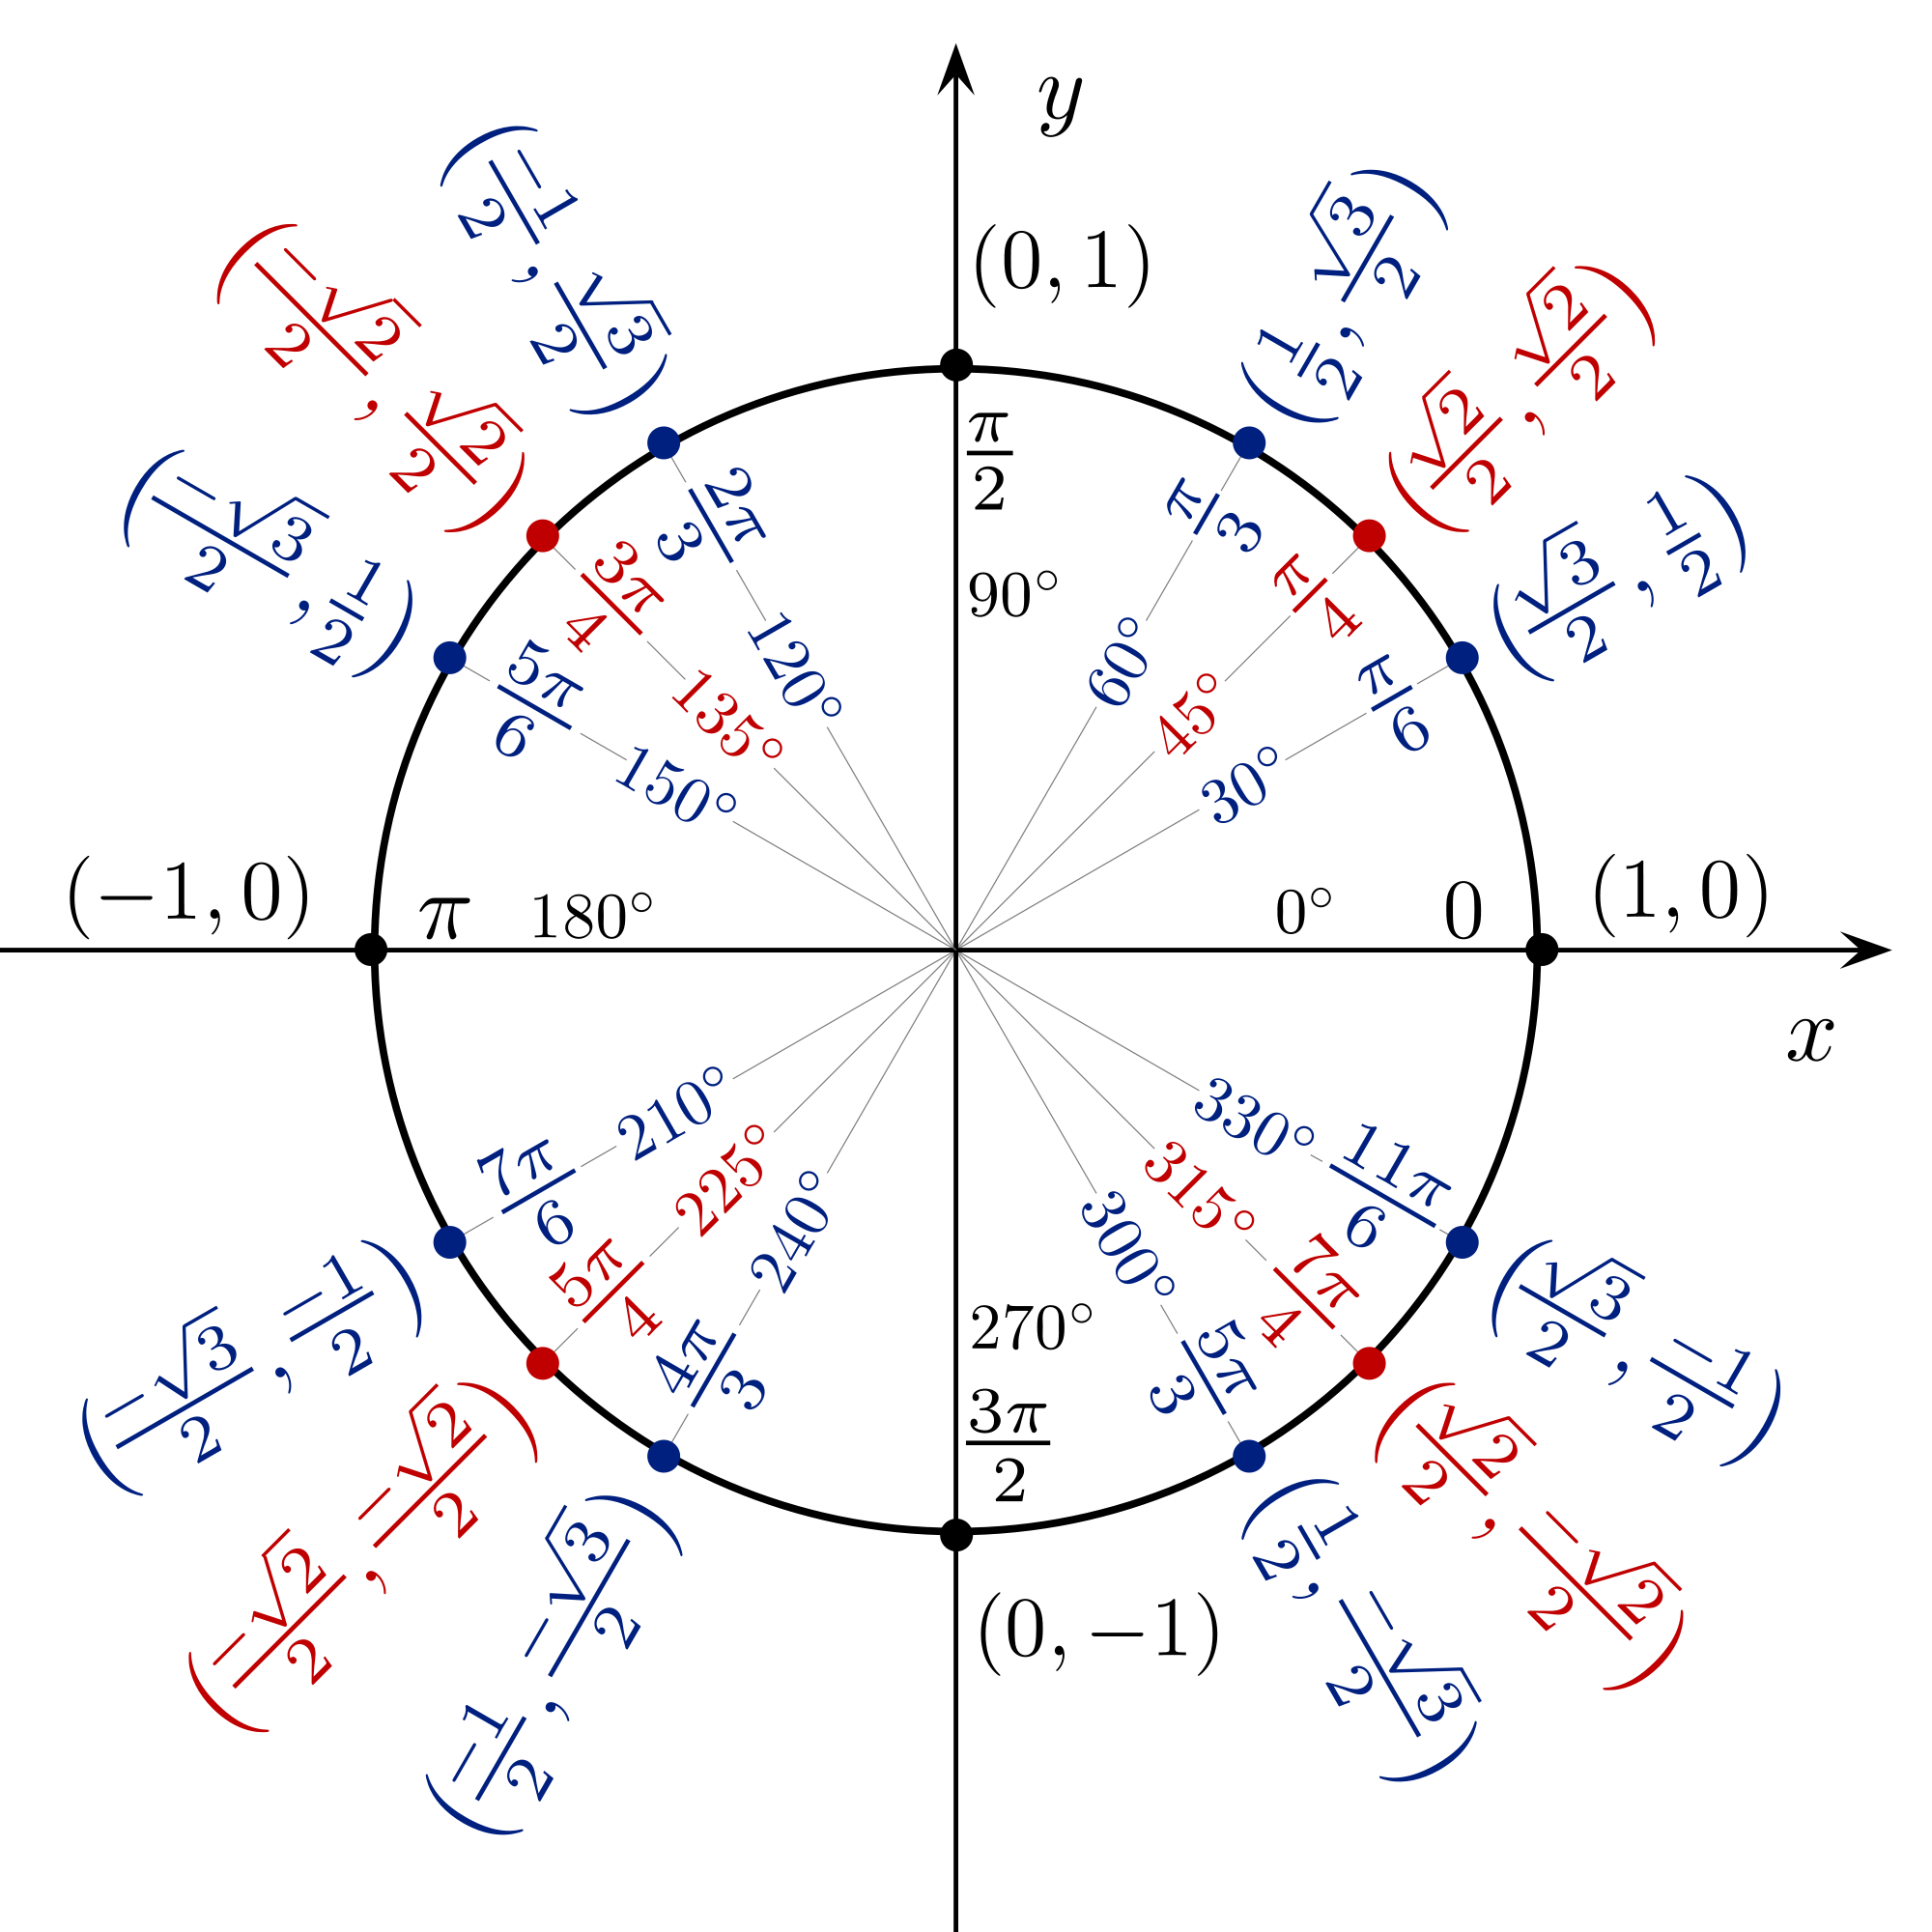 y
(0, 1)
π/2
90°
(1/2, √3/2)
π/3
60°
(√2/2, √2/2)
π/4
45°
(√3/2, 1/2)
π/6
30°
(1, 0)
0
0°
x
(−1/2, √3/2)
2π/3
120°
(−√2/2, √2/2)
3π/4
135°
(−√3/2, 1/2)
5π/6
150°
(−1, 0)
π
180°
210°
7π/6
(−√3/2, −1/2)
225°
5π/4
(−√2/2, −√2/2)
240°
4π/3
(−1/2, −√3/2)
270°
3π/2
(0, −1)
300°
5π/3
(1/2, −√3/2)
315°
7π/4
(√2/2, −√2/2)
330°
11π/6
(√3/2, −1/2)